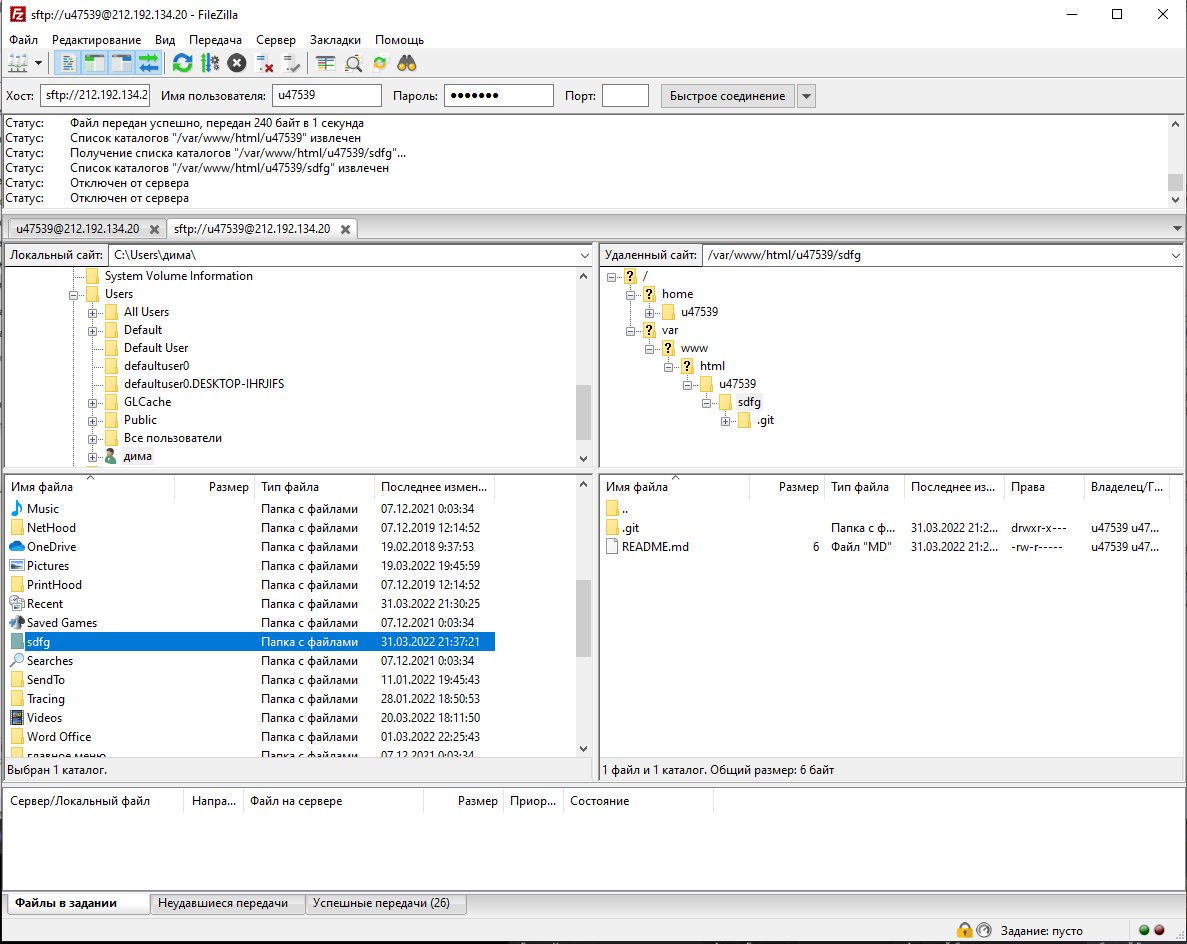 sftp://u47539@212.192.134.20 - FileZilla
Файл Редактирование Вид Передача Сервер Закладки Помощь
Хост: sftp://212.192.134.2 Имя пользователя: u47539 Пароль: ●●●●●●● Порт: Быстрое соединение
Статус: Файл передан успешно, передан 240 байт в 1 секунда
Статус: Список каталогов "/var/www/html/u47539" извлечен
Статус: Получение списка каталогов "/var/www/html/u47539/sdfg"...
Статус: Список каталогов "/var/www/html/u47539/sdfg" извлечен
Статус: Отключен от сервера
Статус: Отключен от сервера
u47539@212.192.134.20 sftp://u47539@212.192.134.20
Локальный сайт: C:\Users\дима\
System Volume Information
Users
All Users
Default
Default User
defaultuser0
defaultuser0.DESKTOP-IHRJIFS
GLCache
Public
Все пользователи
дима
Имя файла Размер Тип файла Последнее измен...
Music Папка с файлами 07.12.2021 0:03:34
NetHood Папка с файлами 07.12.2019 12:14:52
OneDrive Папка с файлами 19.02.2018 9:37:53
Pictures Папка с файлами 19.03.2022 19:45:59
PrintHood Папка с файлами 07.12.2019 12:14:52
Recent Папка с файлами 31.03.2022 21:30:25
Saved Games Папка с файлами 07.12.2021 0:03:34
sdfg Папка с файлами 31.03.2022 21:37:21
Searches Папка с файлами 07.12.2021 0:03:34
SendTo Папка с файлами 11.01.2022 19:45:43
Tracing Папка с файлами 28.01.2022 18:50:53
Videos Папка с файлами 20.03.2022 18:11:50
Word Office Папка с файлами 01.03.2022 22:25:43
главное меню Папка с файлами 07.12.2021 0:03:34
Выбран 1 каталог.
Удаленный сайт: /var/www/html/u47539/sdfg
/
home
u47539
var
www
html
u47539
sdfg
.git
Имя файла Размер Тип файла Последнее из... Права Владелец/Г...
..
.git Папка с ф... 31.03.2022 21:2... drwxr-x--- u47539 u47...
README.md 6 Файл "MD" 31.03.2022 21:2... -rw-r----- u47539 u47...
1 файл и 1 каталог. Общий размер: 6 байт
Сервер/Локальный файл Напра... Файл на сервере Размер Приор... Состояние
Файлы в задании Неудавшиеся передачи Успешные передачи (26)
Задание: пусто